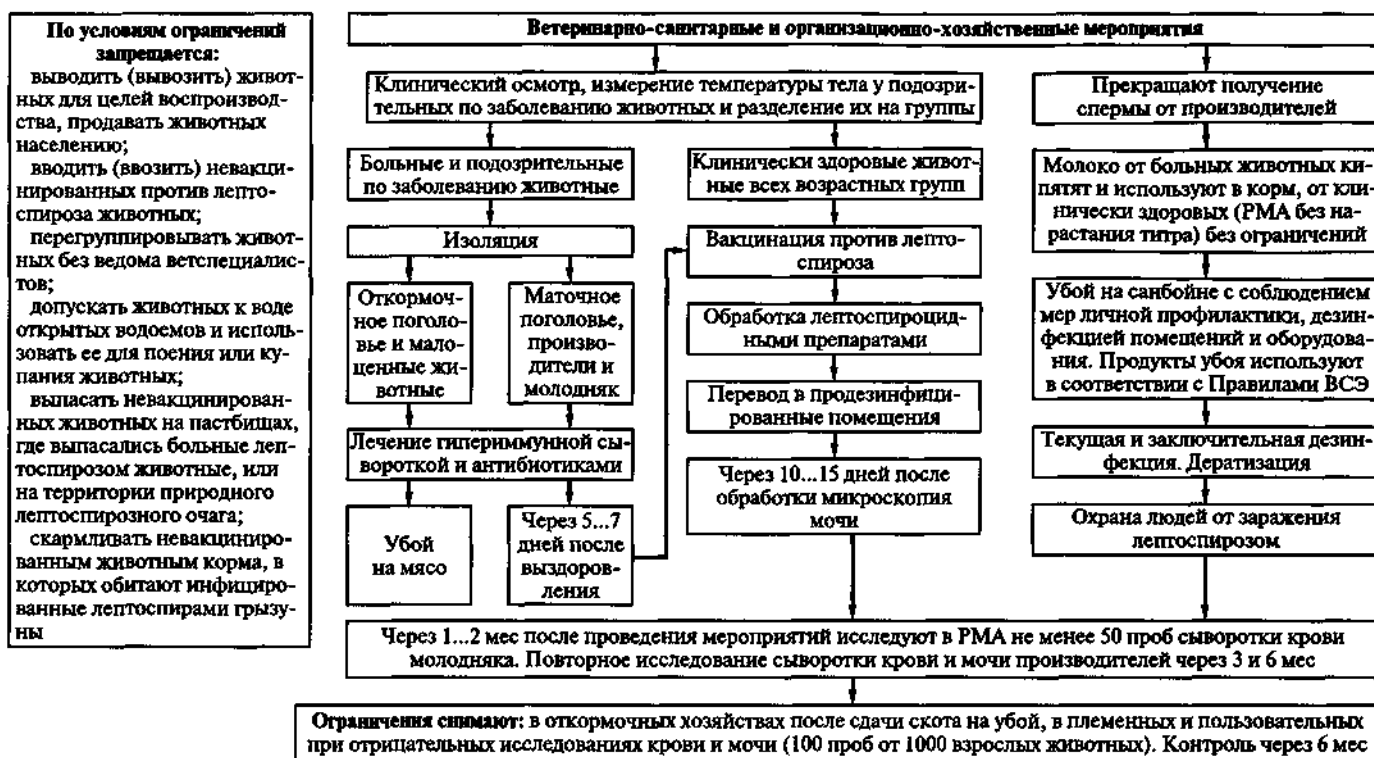 По условиям ограничений
запрещается:
выводить (вывозить) живот-
ных для целей воспроизвод-
ства, продавать животных
населению;
вводить (ввозить) невакци-
нированных против лепто-
спироза животных;
перегруппировывать живот-
ных без ведома ветспециалис-
тов;
допускать животных к воде
открытых водоемов и исполь-
зовать ее для поения или ку-
пания животных;
выпасать невакцинирован-
ных животных на пастбищах,
где выпасались больные леп-
тоспирозом животные, или
на территории природного
лептоспирозного очага;
скармливать невакциниро-
ванным животным корма, в
которых обитают инфициро-
ванные лептоспирами грызу-
ны
Ветеринарно-санитарные и организационно-хозяйственные мероприятия
Клинический осмотр, измерение температуры тела у подозри-
тельных по заболеванию животных и разделение их на группы
Больные и подозрительные
по заболеванию животные
Изоляция
Откормоч-
ное поголо-
вье и мало-
ценные жи-
вотные
Маточное
поголовье,
произво-
дители и
молодняк
Лечение гипериммунной сы-
вороткой и антибиотиками
Убой
на мясо
Через 5...7
дней после
выздоров-
ления
Клинически здоровые живот-
ные всех возрастных групп
Вакцинация против лепто-
спироза
Обработка лептоспироцид-
ными препаратами
Перевод в продезинфици-
рованные помещения
Через 10...15 дней после
обработки микроскопия
мочи
Прекращают получение
спермы от производителей
Молоко от больных животных ки-
пятят и используют в корм, от кли-
нически здоровых (РМА без на-
растания титра) без ограничений
Убой на санбойне с соблюдением
мер личной профилактики, дезин-
фекцией помещений и оборудова-
ния. Продукты убоя используют
в соответствии с Правилами ВСЭ
Текущая и заключительная дезин-
фекция. Дератизация
Охрана людей от заражения
лептоспирозом
Через 1...2 мес после проведения мероприятий исследуют в РМА не менее 50 проб сыворотки крови
молодняка. Повторное исследование сыворотки крови и мочи производителей через 3 и 6 мес
Ограничения снимают: в откормочных хозяйствах после сдачи скота на убой, в племенных и пользовательных
при отрицательных исследованиях крови и мочи (100 проб от 1000 взрослых животных). Контроль через 6 мес